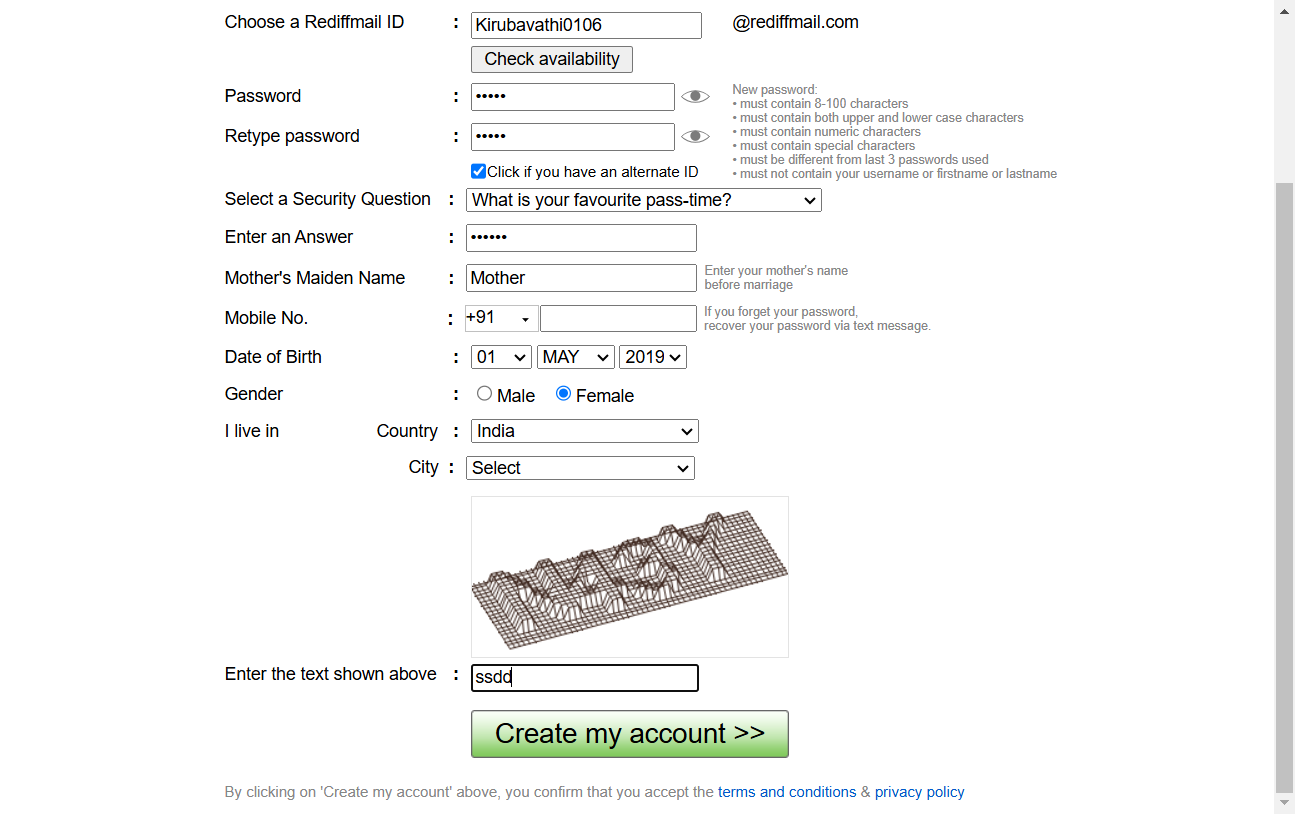 Choose a Rediffmail ID : Kirubavathi0106 @rediffmail.com
Check availability
Password : •••••
Retype password : •••••
New password:
• must contain 8-100 characters
• must contain both upper and lower case characters
• must contain numeric characters
• must contain special characters
• must be different from last 3 passwords used
• must not contain your username or firstname or lastname
Click if you have an alternate ID
Select a Security Question : What is your favourite pass-time?
Enter an Answer : ••••••
Mother's Maiden Name : Mother
Enter your mother's name
before marriage
Mobile No. : +91
If you forget your password,
recover your password via text message.
Date of Birth : 01 MAY 2019
Gender : Male Female
I live in Country : India
City : Select
Enter the text shown above : ssdd
Create my account >>
By clicking on 'Create my account' above, you confirm that you accept the terms and conditions & privacy policy